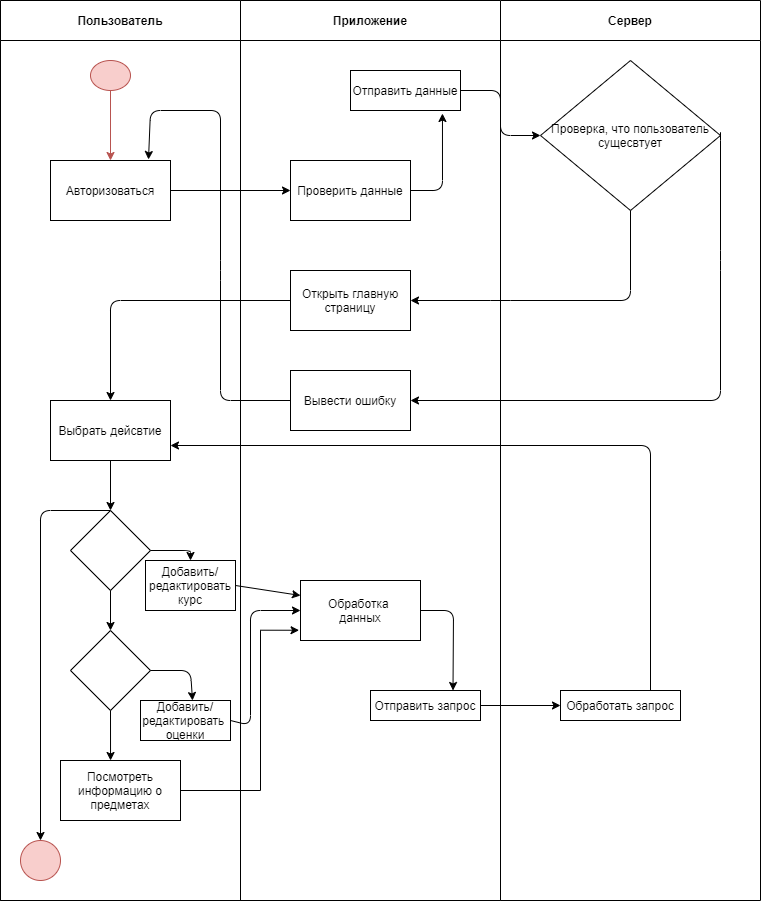 Пользователь
Приложение
Сервер
Отправить данные
Проверка, что пользователь
сущесвтует
Авторизоваться
Проверить данные
Открыть главную
страницу
Вывести ошибку
Выбрать дейсвтие
Добавить/
редактировать
курс
Обработка
данных
Отправить запрос
Обработать запрос
Добавить/
редактировать
оценки
Посмотреть
информацию о
предметах